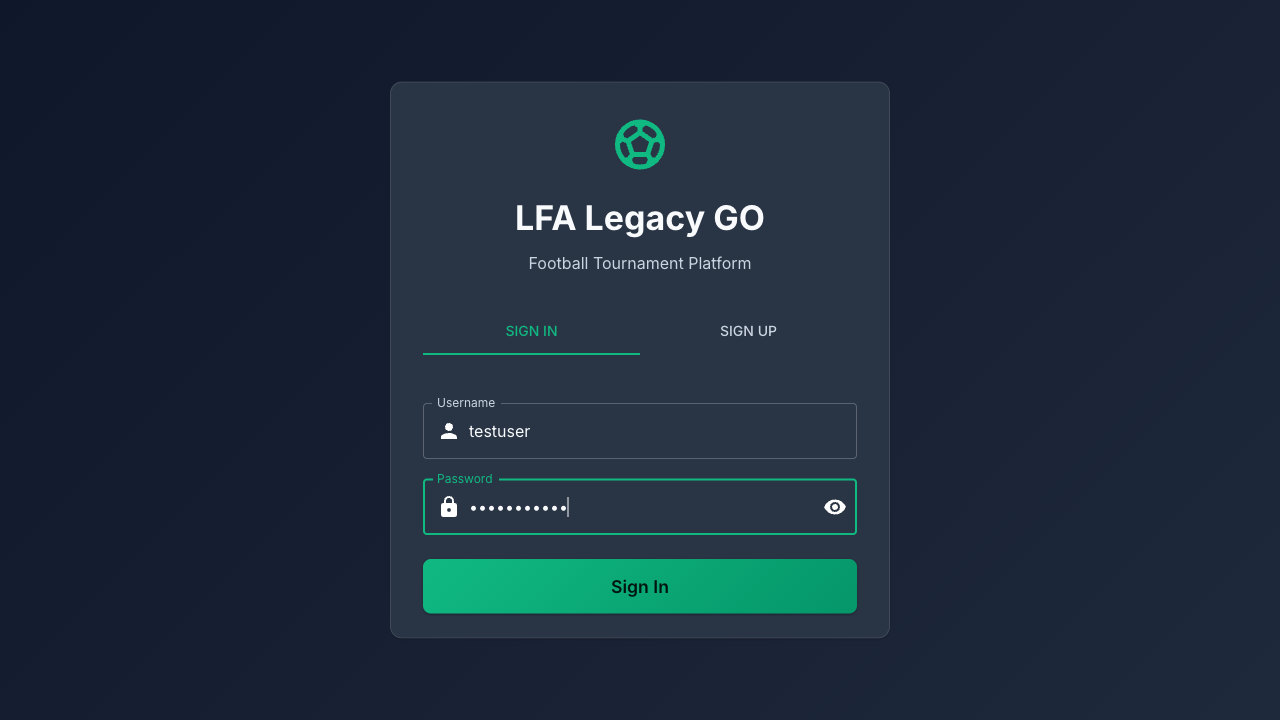 LFA Legacy GO
Football Tournament Platform
SIGN IN
SIGN UP
Username
testuser
Password
•••••••••••
Sign In